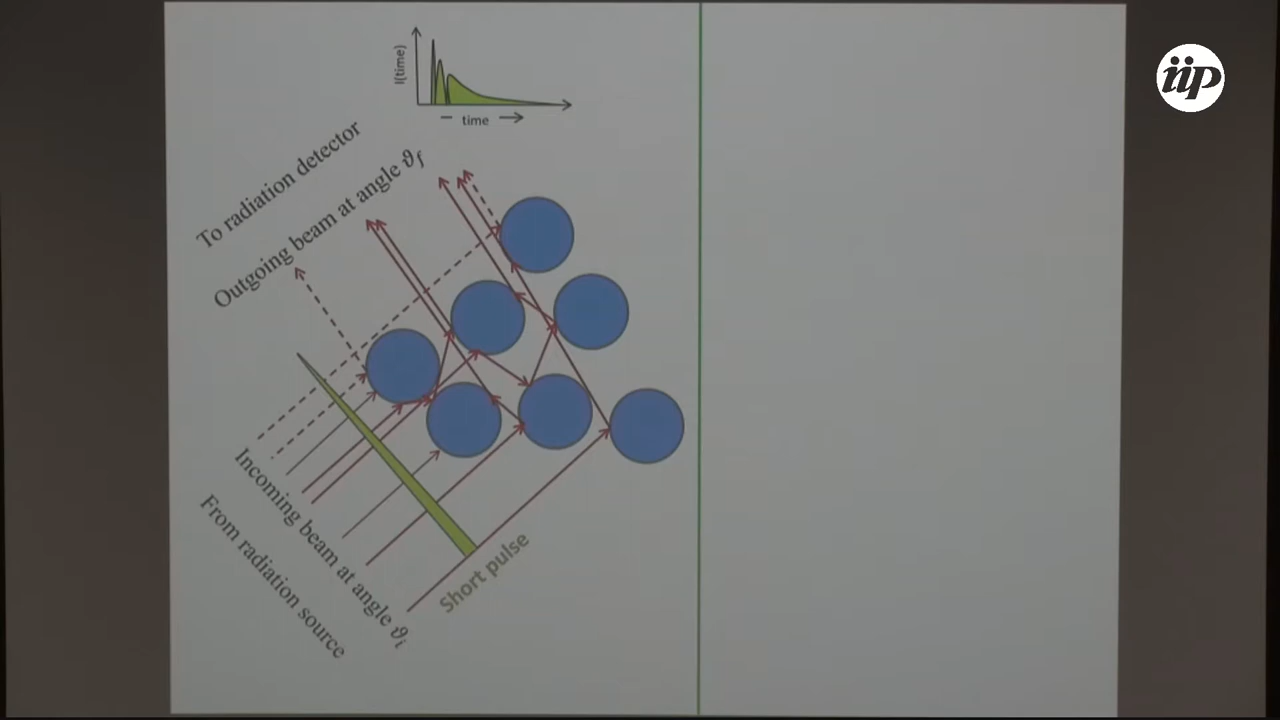 iip
I(time)
time
To radiation detector
Outgoing beam at angle ϑf
Incoming beam at angle ϑi
From radiation source
Short pulse